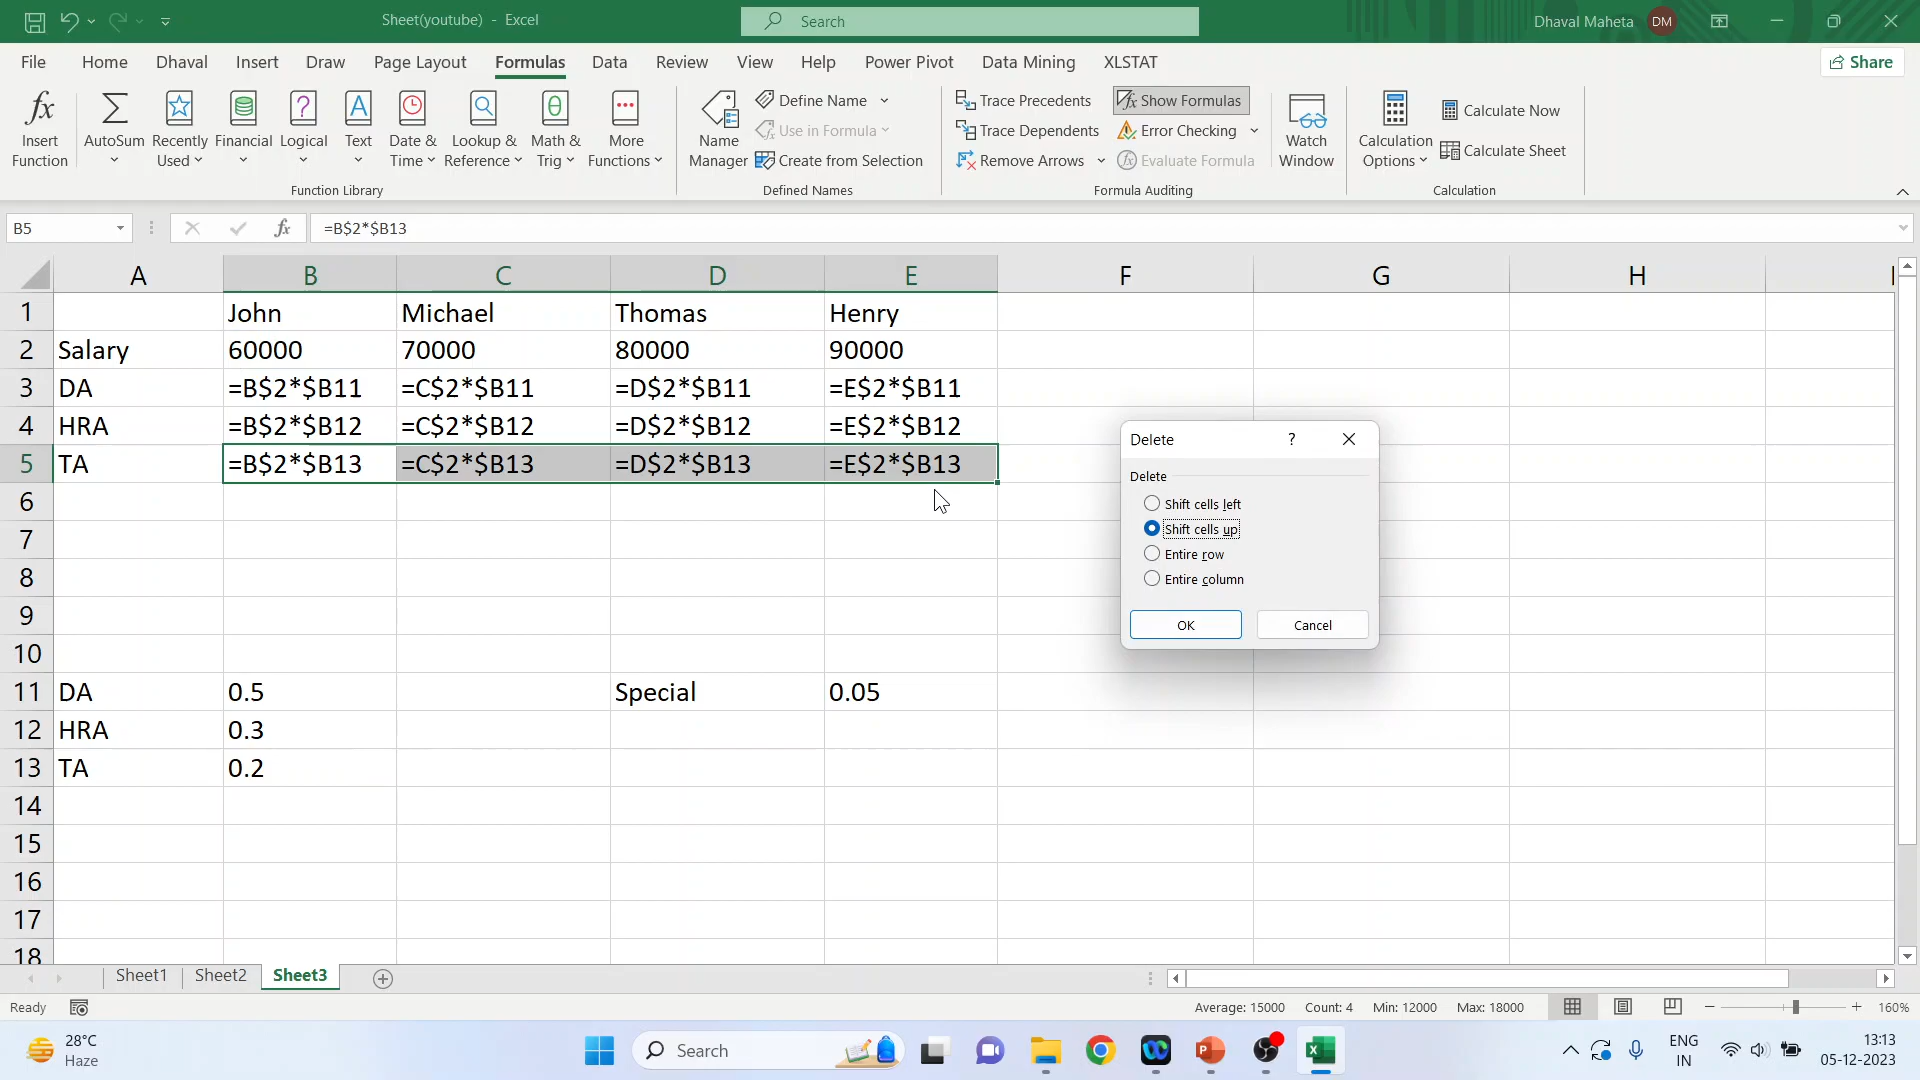 Sheet(youtube) - Excel
Search
Dhaval Maheta DM
File Home Dhaval Insert Draw Page Layout Formulas Data Review View Help Power Pivot Data Mining XLSTAT Share
Insert Function
AutoSum
Recently Used
Financial
Logical
Text
Date & Time
Lookup & Reference
Math & Trig
More Functions
Function Library
Name Manager
Define Name
Use in Formula
Create from Selection
Defined Names
Trace Precedents
Trace Dependents
Remove Arrows
Show Formulas
Error Checking
Evaluate Formula
Formula Auditing
Watch Window
Calculation Options
Calculate Now
Calculate Sheet
Calculation
B5 fx =B$2*$B13
A B C D E F G H
1 John Michael Thomas Henry
2 Salary 60000 70000 80000 90000
3 DA =B$2*$B11 =C$2*$B11 =D$2*$B11 =E$2*$B11
4 HRA =B$2*$B12 =C$2*$B12 =D$2*$B12 =E$2*$B12
5 TA =B$2*$B13 =C$2*$B13 =D$2*$B13 =E$2*$B13
6
7
8
9
10
11 DA 0.5 Special 0.05
12 HRA 0.3
13 TA 0.2
14
15
16
17
18
Delete ?
Delete
Shift cells left
Shift cells up
Entire row
Entire column
OK Cancel
Sheet1 Sheet2 Sheet3
Ready Average: 15000 Count: 4 Min: 12000 Max: 18000 160%
28°C
Haze
Search
ENG
IN
13:13
05-12-2023